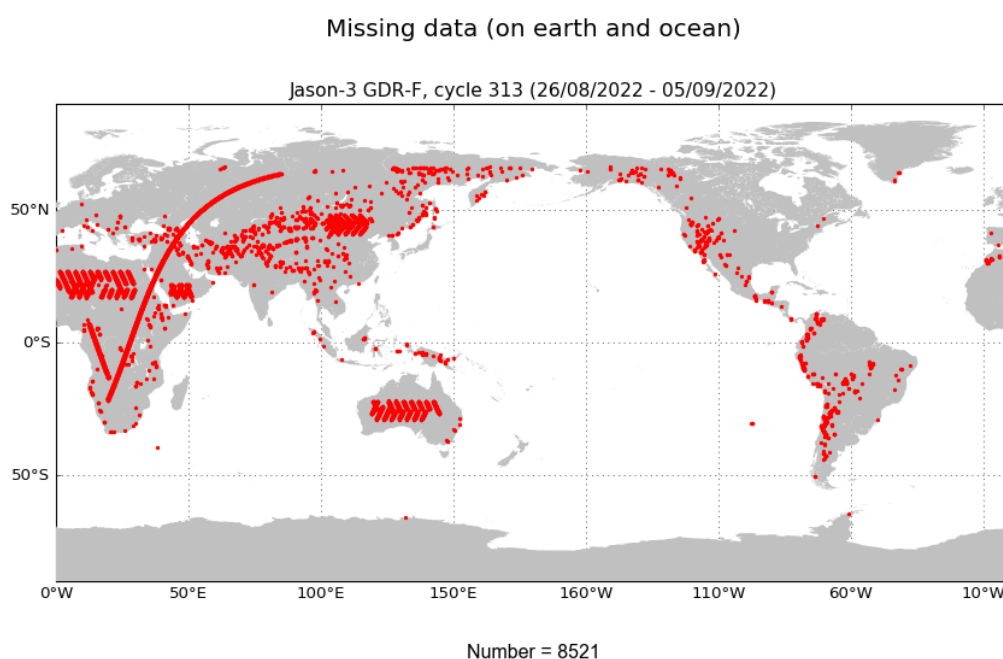 Missing data (on earth and ocean)
Jason-3 GDR-F, cycle 313 (26/08/2022 - 05/09/2022)
50°N
0°S
50°S
0°W 50°E 100°E 150°E 160°W 110°W 60°W 10°W
Number = 8521